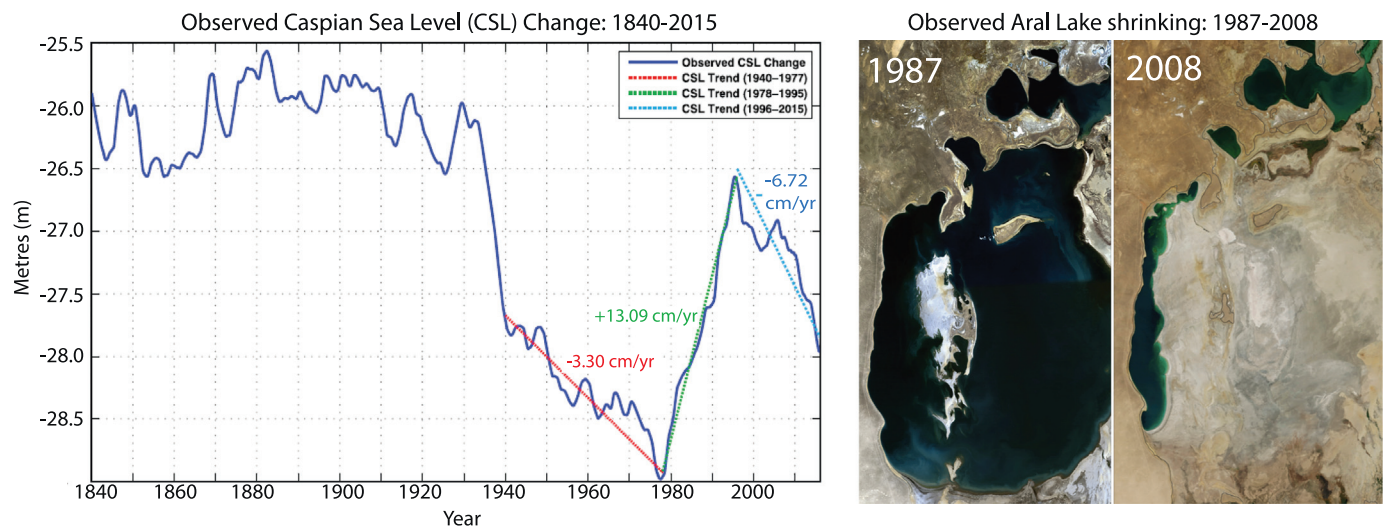 Observed Caspian Sea Level (CSL) Change: 1840-2015
-25.5
-26.0
-26.5
-27.0
-27.5
-28.0
-28.5
Metres (m)
Observed CSL Change
CSL Trend (1940–1977)
CSL Trend (1978–1995)
CSL Trend (1996–2015)
-6.72
cm/yr
+13.09 cm/yr
-3.30 cm/yr
1840 1860 1880 1900 1920 1940 1960 1980 2000
Year
Observed Aral Lake shrinking: 1987-2008
1987
2008